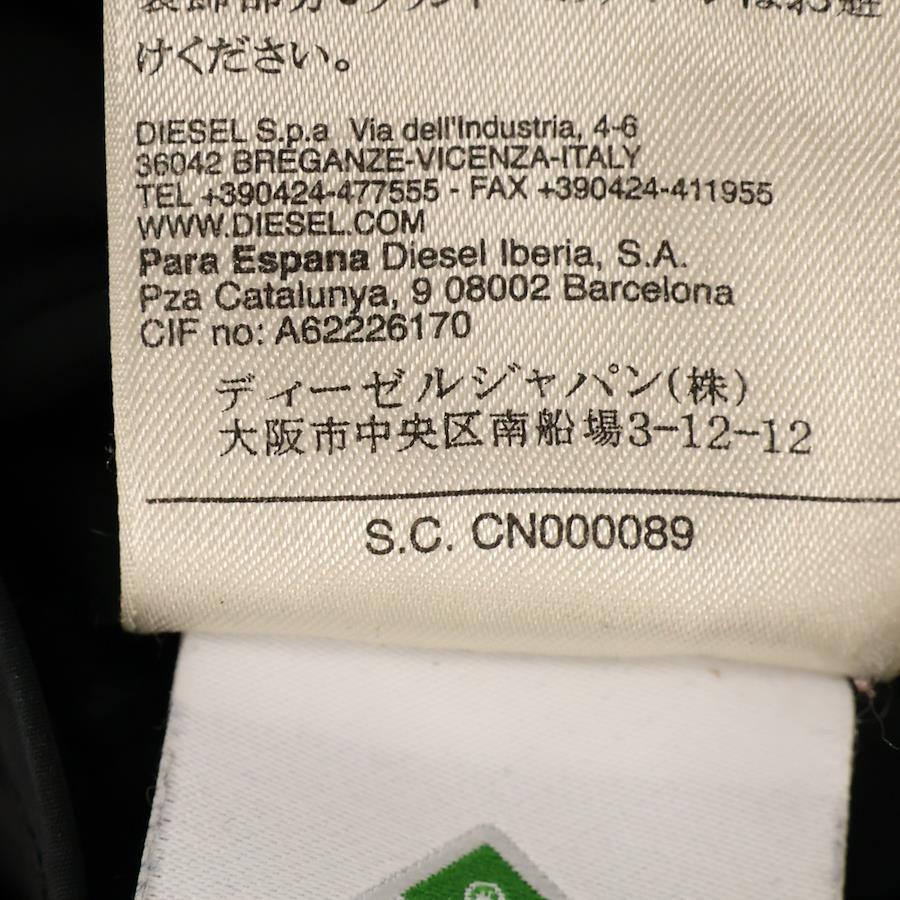 けください。
DIESEL S.p.a Via dell'Industria, 4-6
36042 BREGANZE-VICENZA-ITALY
TEL +390424-477555 - FAX +390424-411955
WWW.DIESEL.COM
Para Espana Diesel Iberia, S.A.
Pza Catalunya, 9 08002 Barcelona
CIF no: A62226170
ディーゼルジャパン(株)
大阪市中央区南船場3-12-12
S.C. CN000089